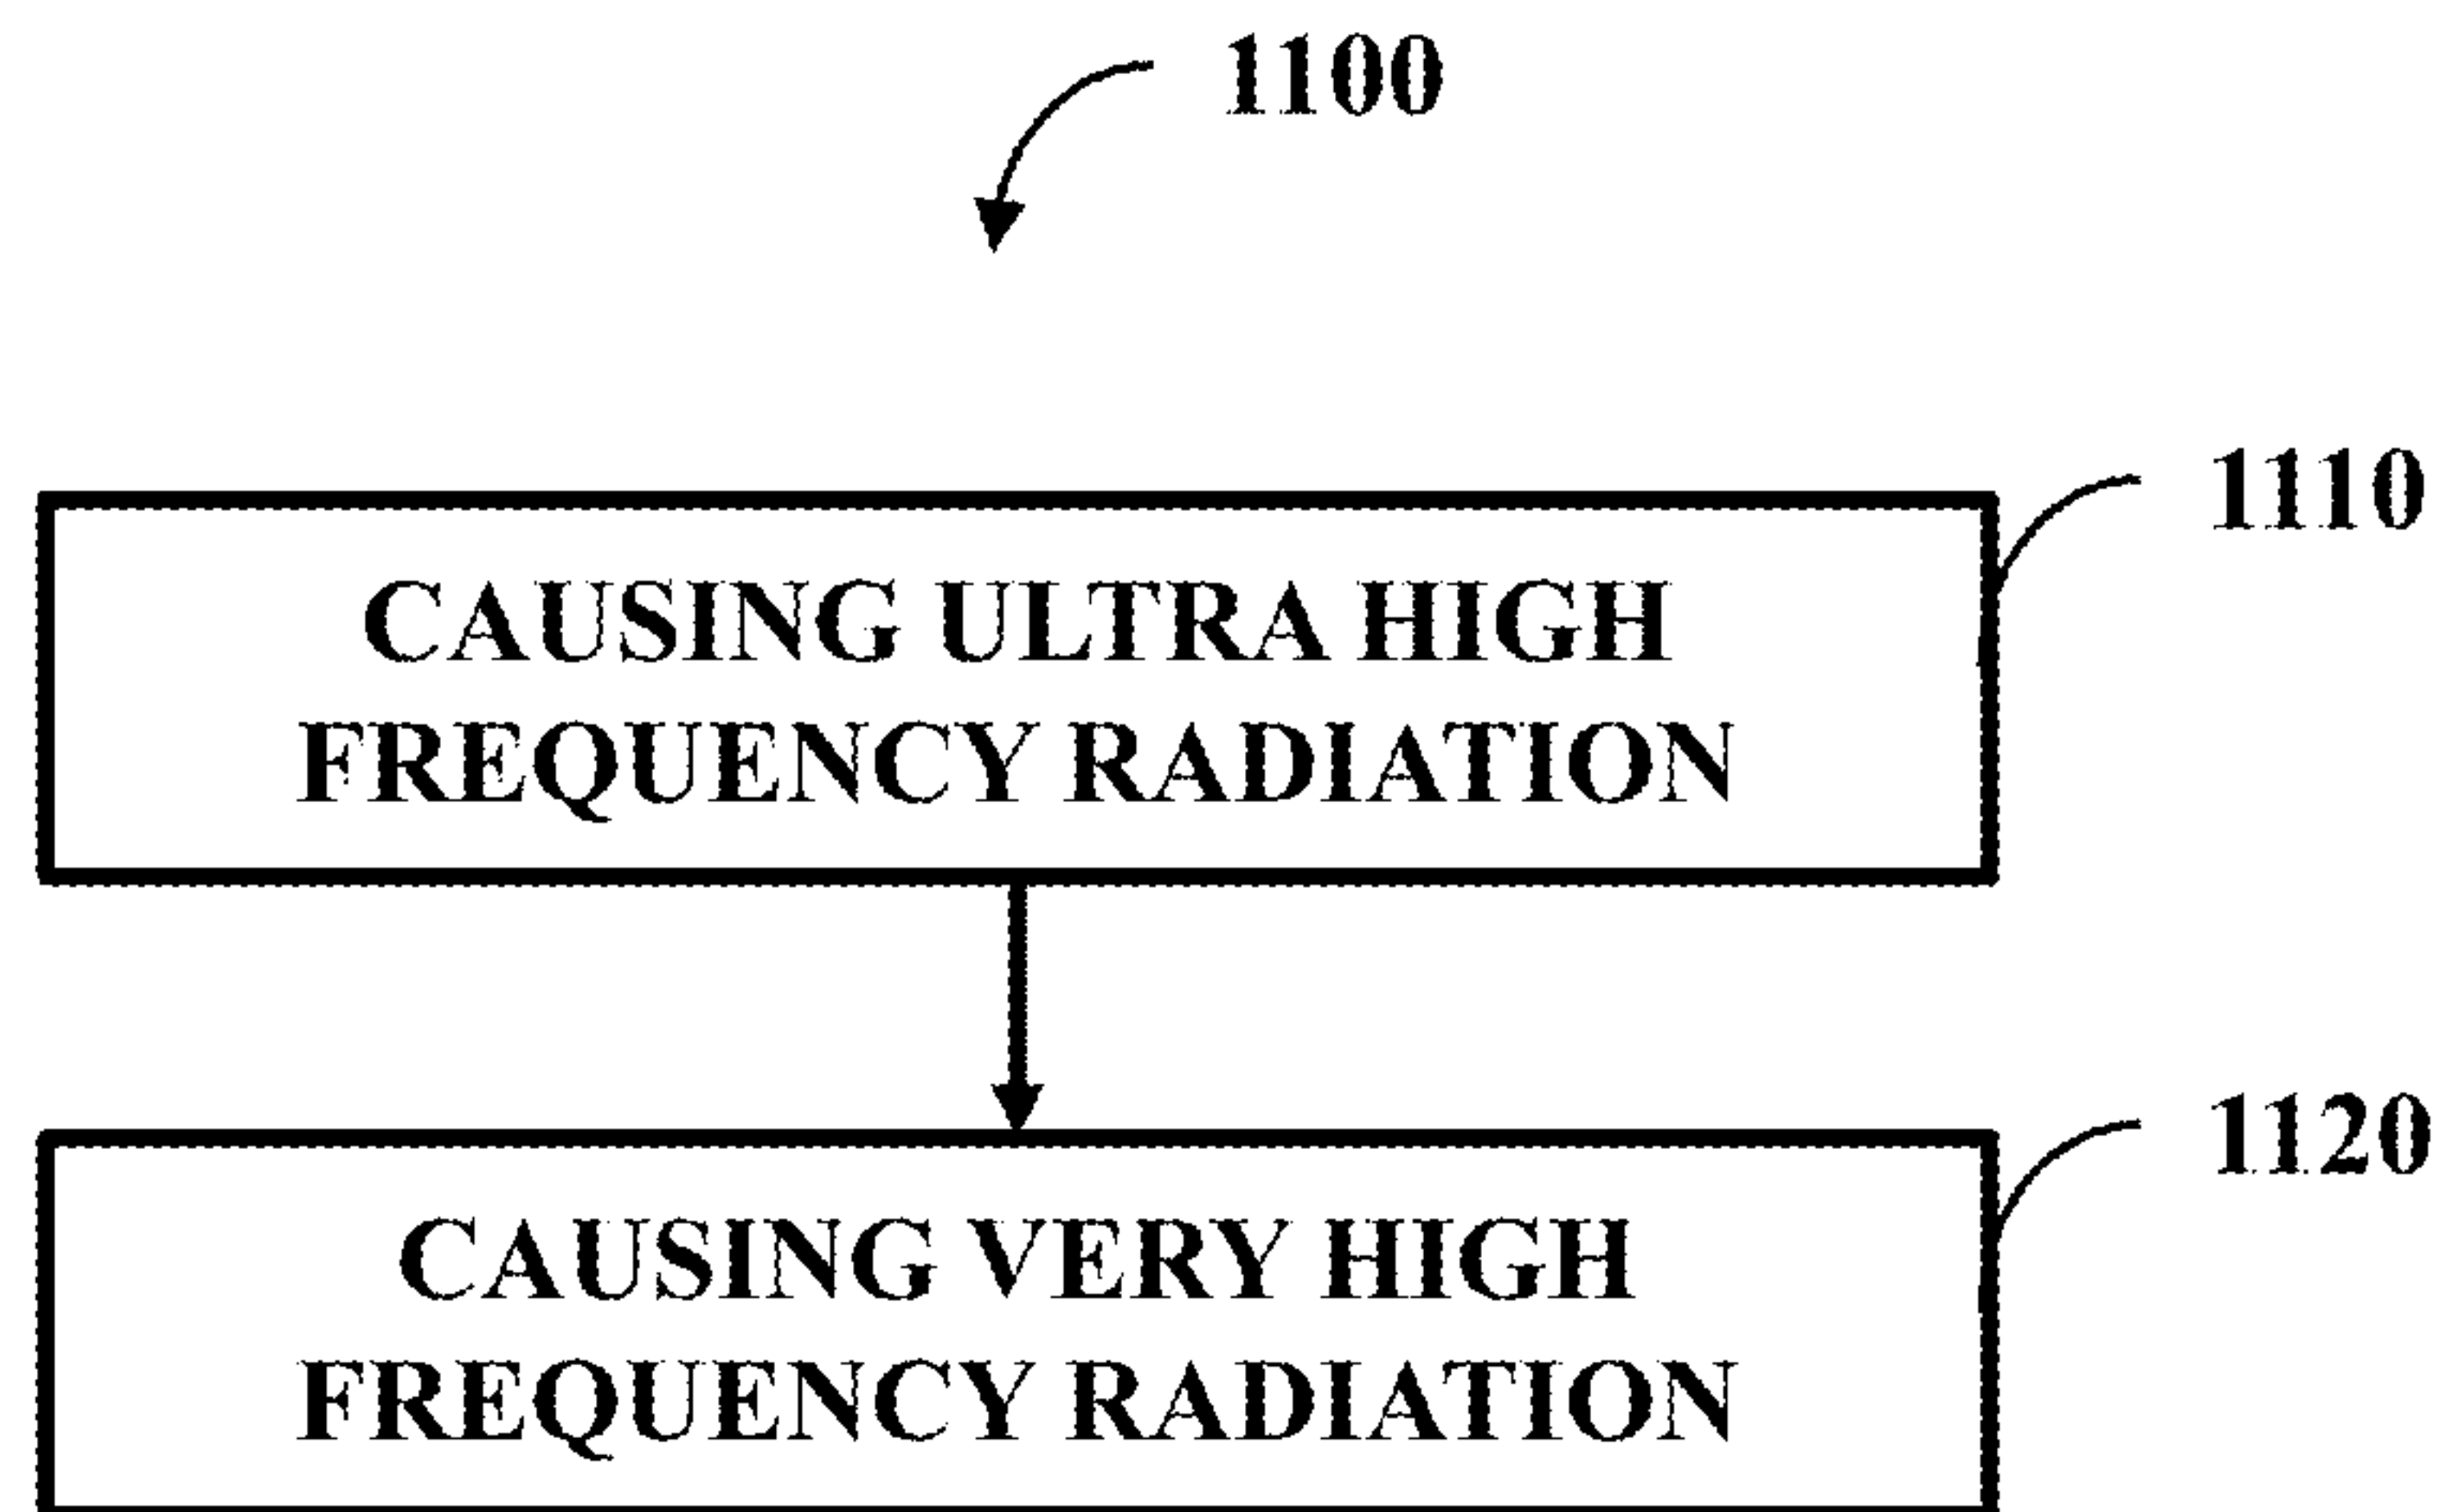 1100
1110
CAUSING ULTRA HIGH
FREQUENCY RADIATION
1120
CAUSING VERY HIGH
FREQUENCY RADIATION